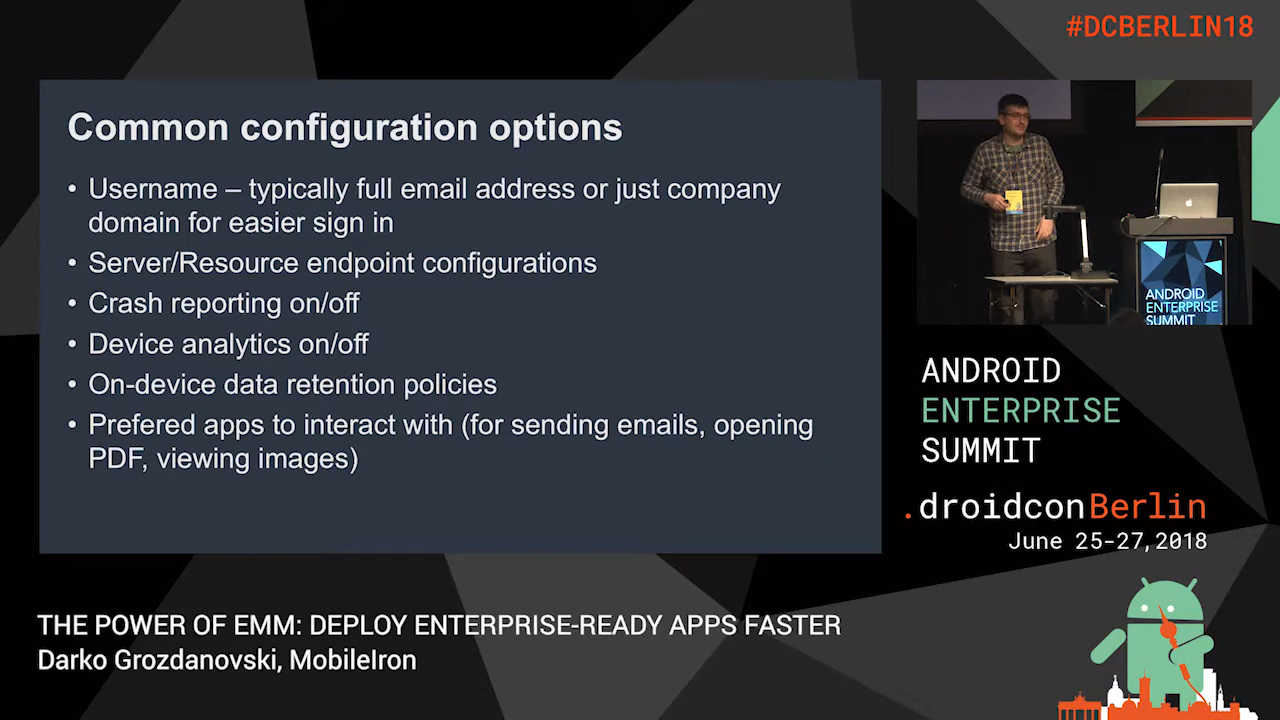 #DCBERLIN18
Common configuration options
• Username – typically full email address or just company
domain for easier sign in
• Server/Resource endpoint configurations
• Crash reporting on/off
• Device analytics on/off
• On-device data retention policies
• Prefered apps to interact with (for sending emails, opening
PDF, viewing images)
ANDROID
ENTERPRISE
SUMMIT
ANDROID
ENTERPRISE
SUMMIT
.droidconBerlin
June 25-27,2018
THE POWER OF EMM: DEPLOY ENTERPRISE-READY APPS FASTER
Darko Grozdanovski, MobileIron